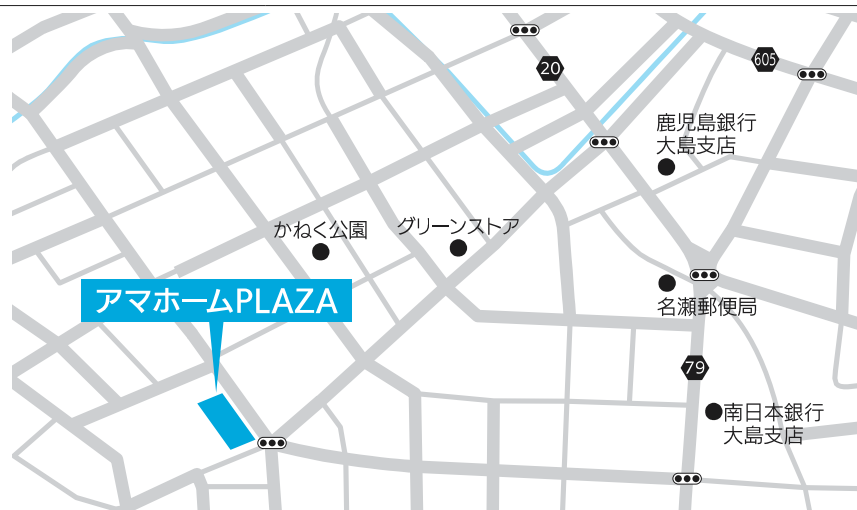 20
605
鹿児島銀行
大島支店
かねく公園
グリーンストア
アマホームPLAZA
名瀬郵便局
79
南日本銀行
大島支店